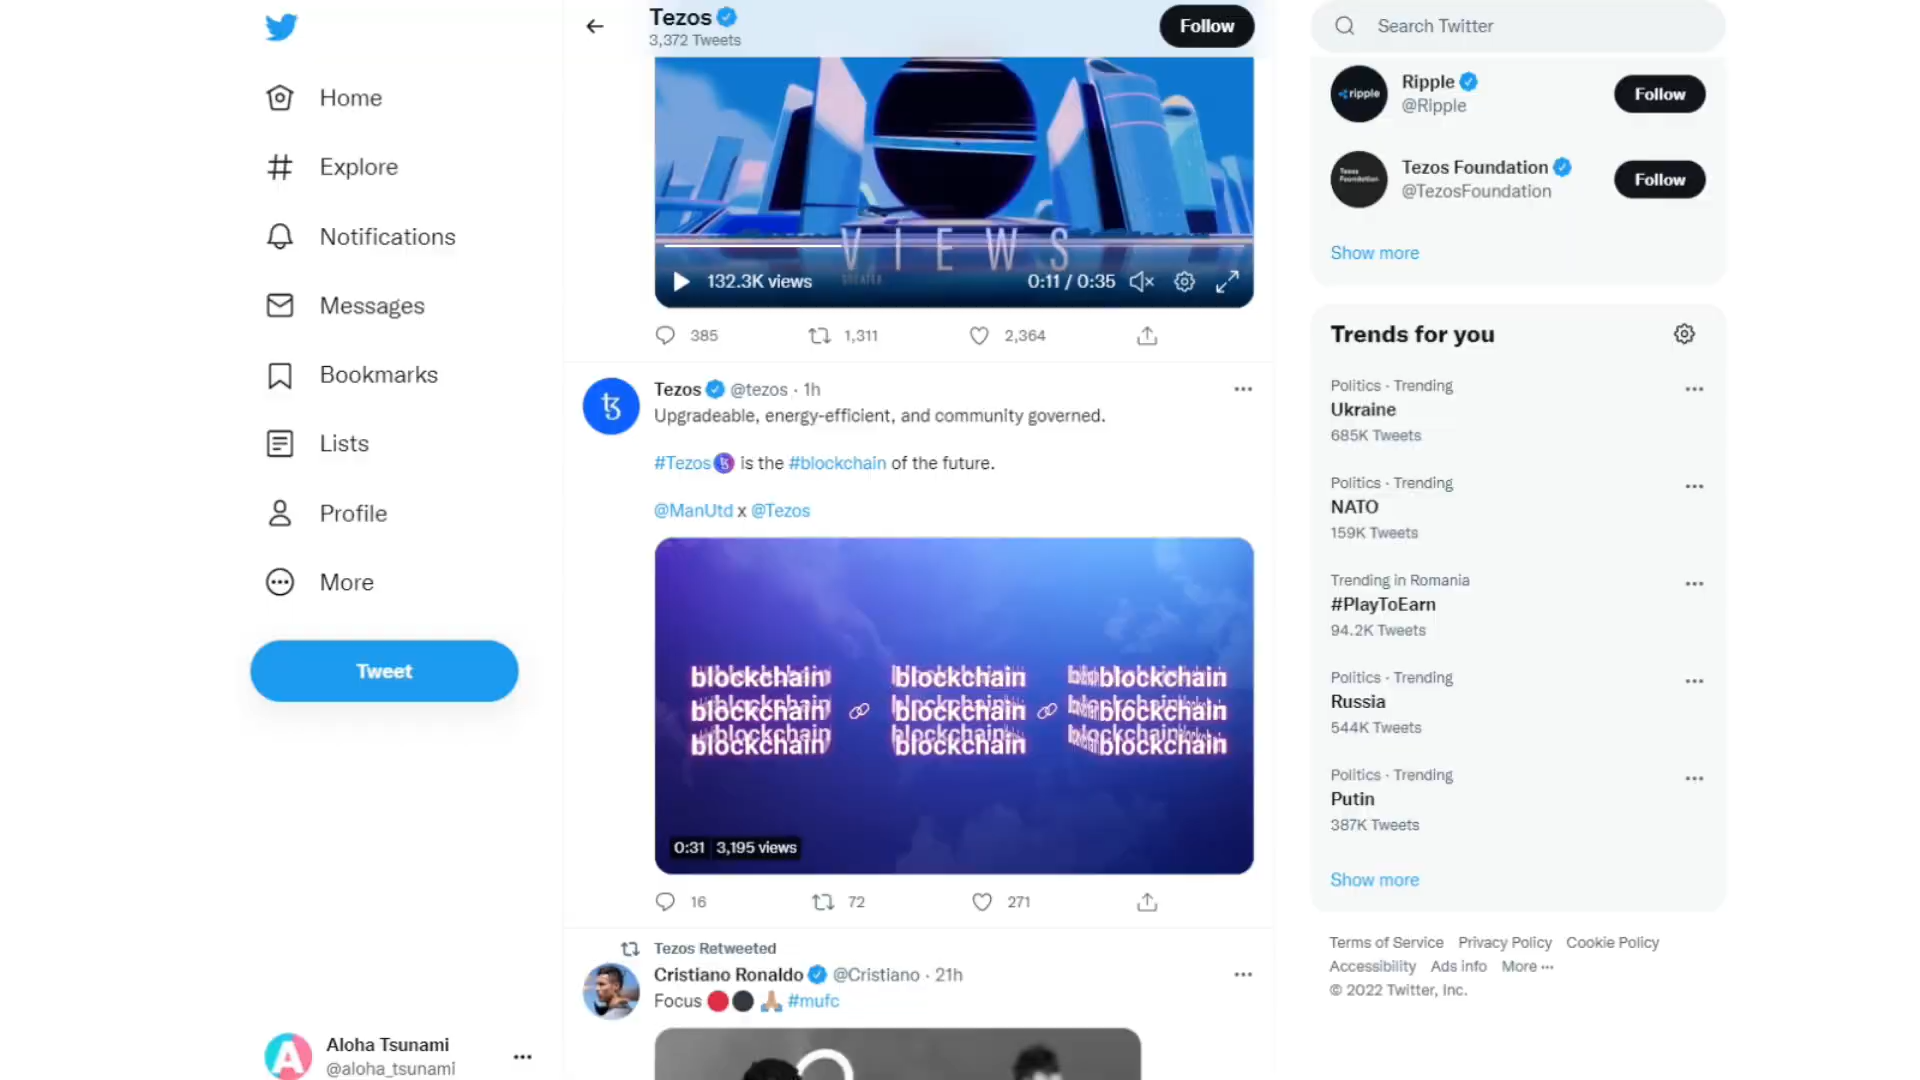 Home
Explore
Notifications
Messages
Bookmarks
Lists
Profile
More
Tweet
Aloha Tsunami
@aloha_tsunami
Tezos
3,372 Tweets
Follow
VIEWS
GREATER
132.3K views
0:11 / 0:35
385
1,311
2,364
Tezos @tezos · 1h
Upgradeable, energy-efficient, and community governed.
#Tezos is the #blockchain of the future.
@ManUtd x @Tezos
blockchain blockchain blockchain
blockchain blockchain blockchain
blockchain blockchain blockchain
0:31 3,195 views
16
72
271
Tezos Retweeted
Cristiano Ronaldo @Cristiano · 21h
Focus 🔴⚫🙏🏽 #mufc
Search Twitter
ripple
Ripple
@Ripple
Follow
Tezos
Foundation
Tezos Foundation
@TezosFoundation
Follow
Show more
Trends for you
Politics · Trending
Ukraine
685K Tweets
Politics · Trending
NATO
159K Tweets
Trending in Romania
#PlayToEarn
94.2K Tweets
Politics · Trending
Russia
544K Tweets
Politics · Trending
Putin
387K Tweets
Show more
Terms of Service Privacy Policy Cookie Policy
Accessibility Ads info More
© 2022 Twitter, Inc.